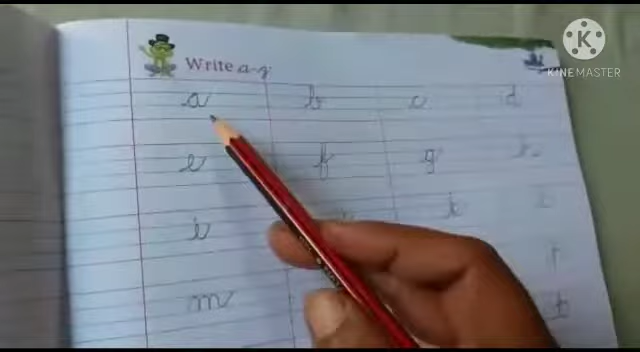 Write a-z
KINEMASTER
a b c d
e f g h
i k l
m
t